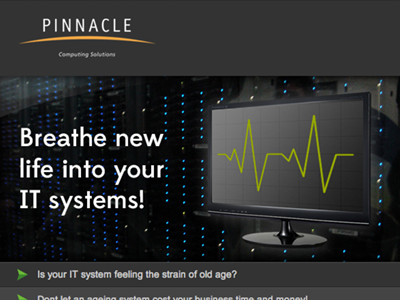 PINNACLE
Computing Solutions
Breathe new
life into your
IT systems!
Is your IT system feeling the strain of old age?
Dont let an ageing system cost your business time and money!